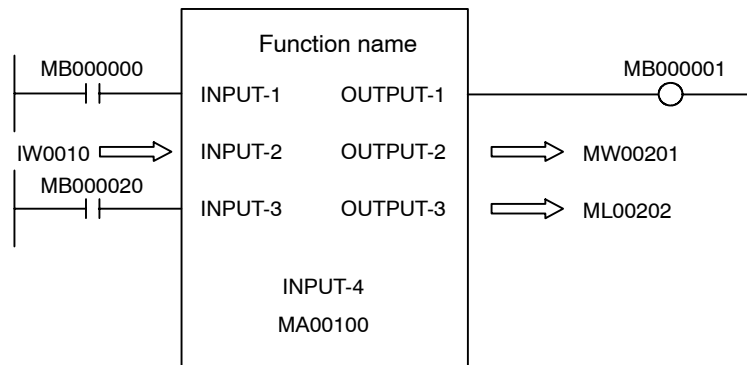 Function name
MB000000
MB000001
INPUT-1 OUTPUT-1
IW0010
INPUT-2 OUTPUT-2
MW00201
MB000020
INPUT-3 OUTPUT-3
ML00202
INPUT-4
MA00100